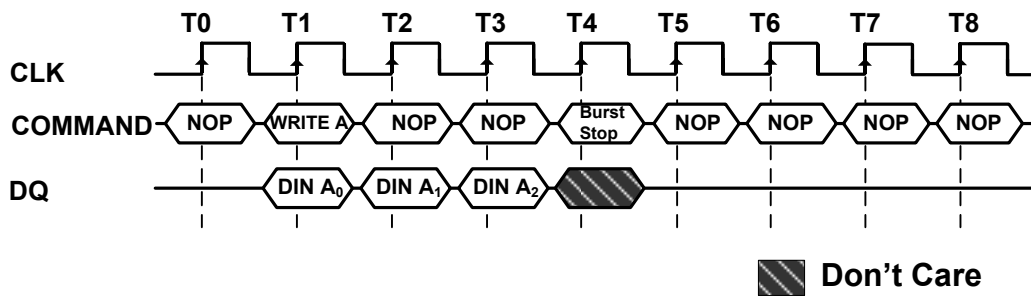 T0 T1 T2 T3 T4 T5 T6 T7 T8
CLK
COMMAND NOP WRITE A NOP NOP Burst Stop NOP NOP NOP NOP
DQ DIN A₀ DIN A₁ DIN A₂
Don't Care